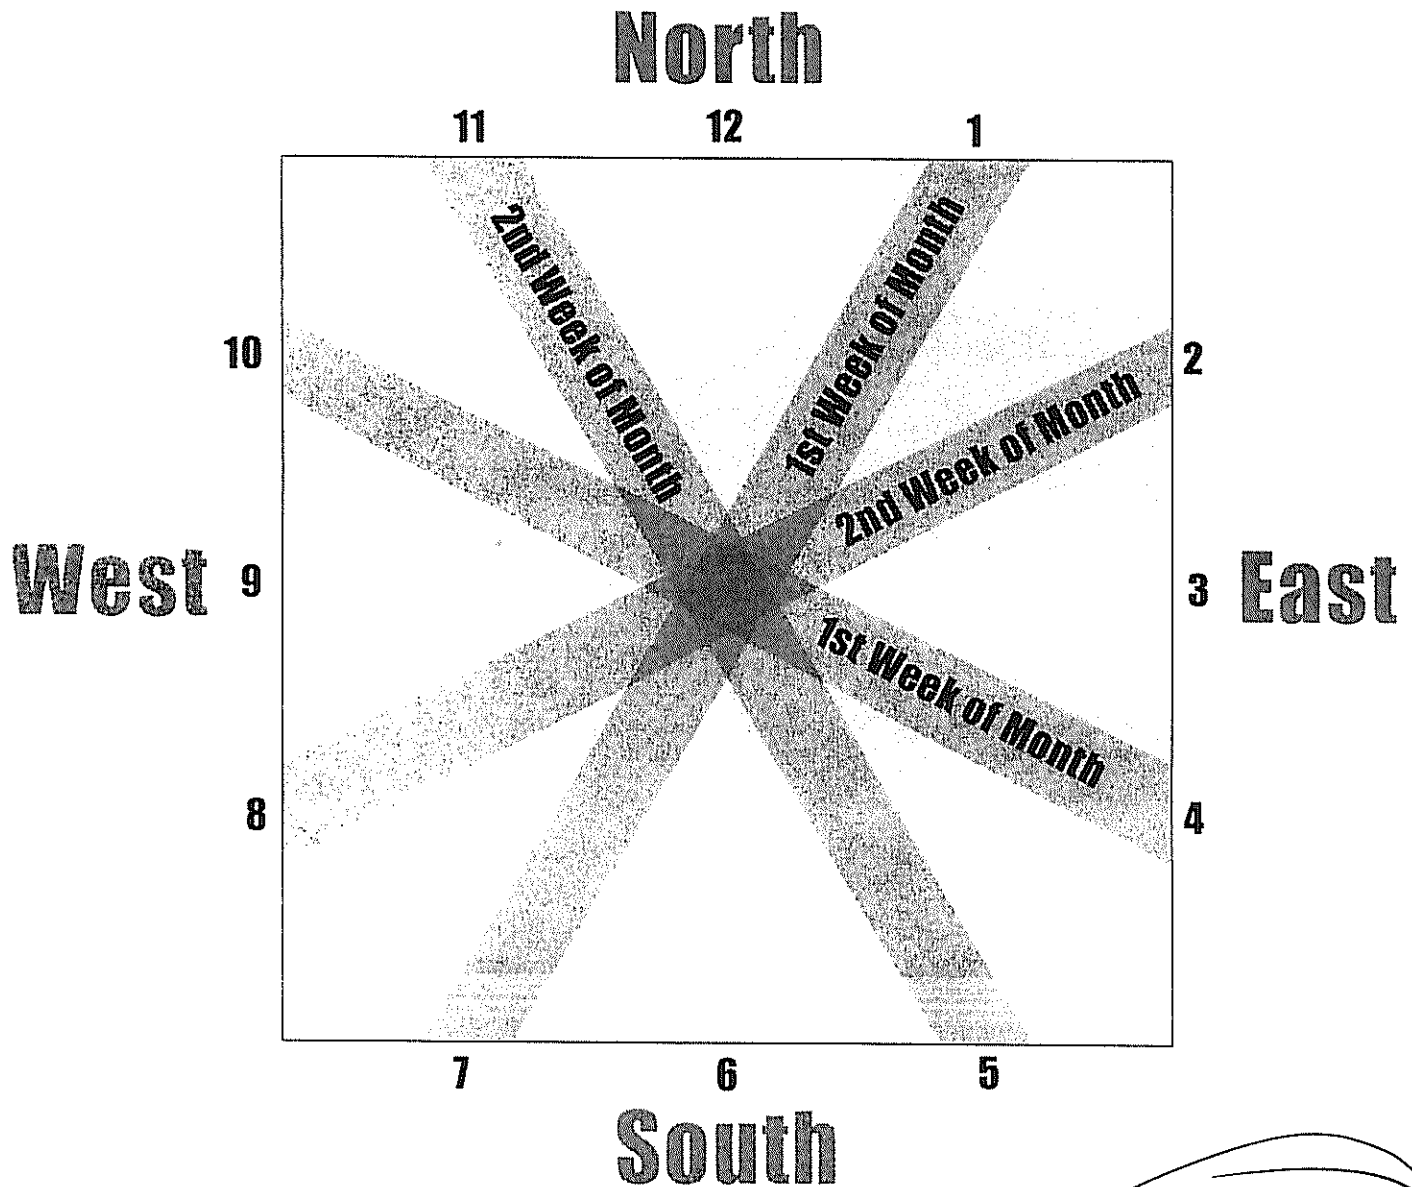 North
11 12 1
2nd Week of Month
1st Week of Month
10
2
2nd Week of Month
West
9
3
East
1st Week of Month
8
4
7 6 5
South